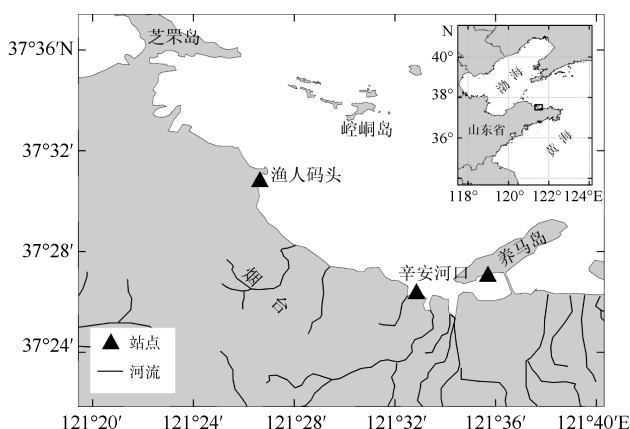 芝罘岛
崆峒岛
渔人码头
养马岛
辛安河口
烟台
站点
河流
37°36′N
37°32′
37°28′
37°24′
121°20′
121°24′
121°28′
121°32′
121°36′
121°40′E
N
40°
38°
36°
渤海
山东省
黄海
118°
120°
122°
124°E